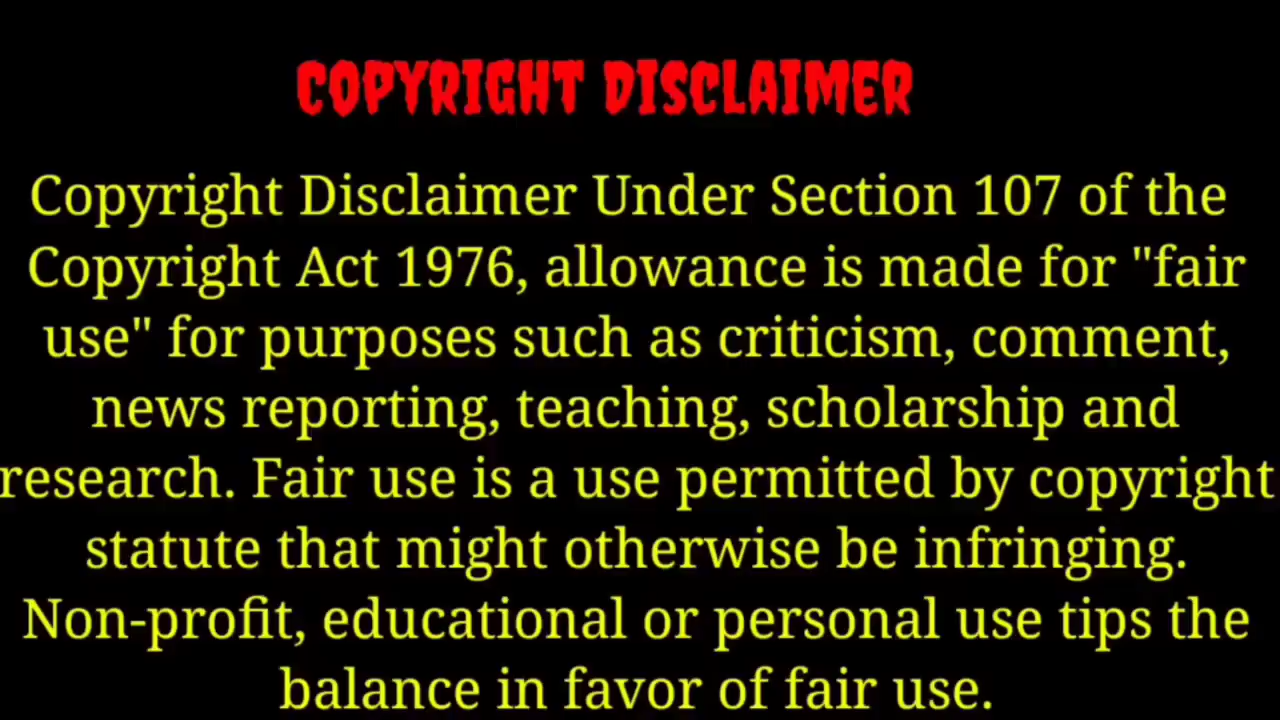 COPYRIGHT DISCLAIMER
Copyright Disclaimer Under Section 107 of the
Copyright Act 1976, allowance is made for "fair
use" for purposes such as criticism, comment,
news reporting, teaching, scholarship and
research. Fair use is a use permitted by copyright
statute that might otherwise be infringing.
Non-profit, educational or personal use tips the
balance in favor of fair use.